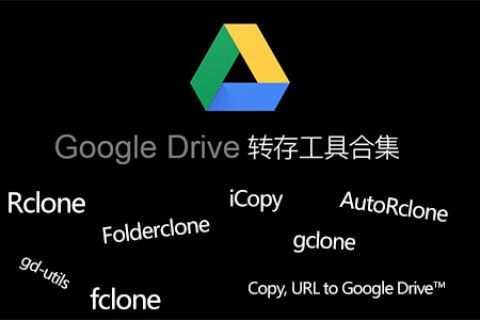 Google Drive 转存工具合集
Rclone
Folderclone
iCopy
AutoRclone
gclone
gd-utils
fclone
Copy, URL to Google Drive™